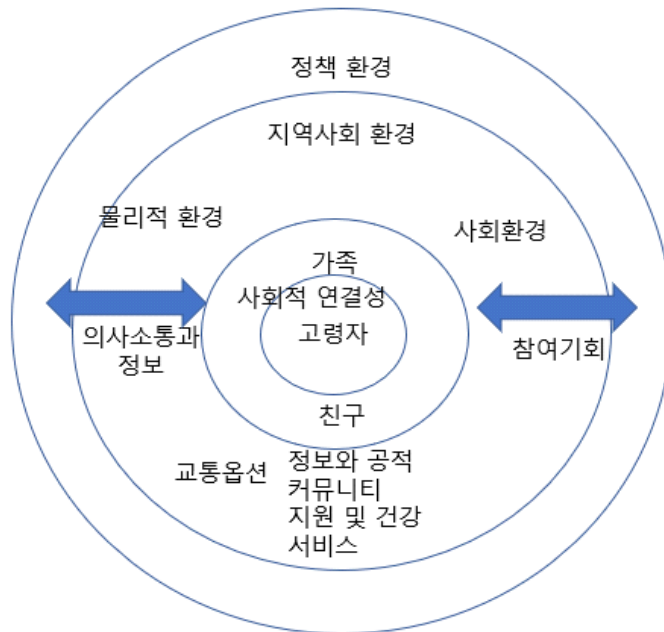 정책 환경
지역사회 환경
물리적 환경
사회환경
가족
사회적 연결성
고령자
의사소통과
정보
참여기회
친구
교통옵션
정보와 공적
커뮤니티
지원 및 건강
서비스